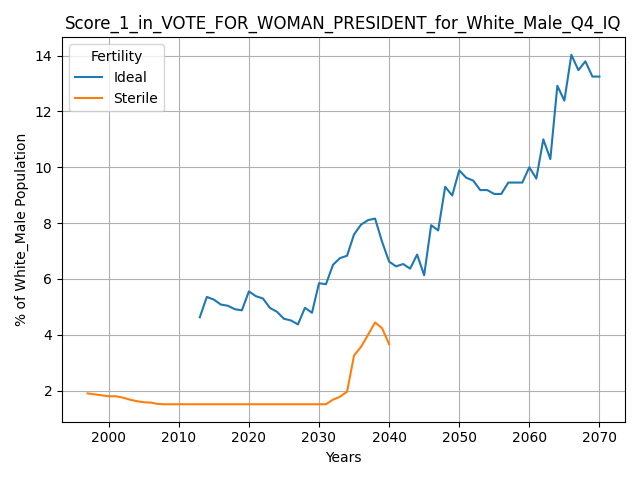 Score_1_in_VOTE_FOR_WOMAN_PRESIDENT_for_White_Male_Q4_IQ
Fertility
Ideal
Sterile
% of White_Male Population
14
12
10
8
6
4
2
2000 2010 2020 2030 2040 2050 2060 2070
Years